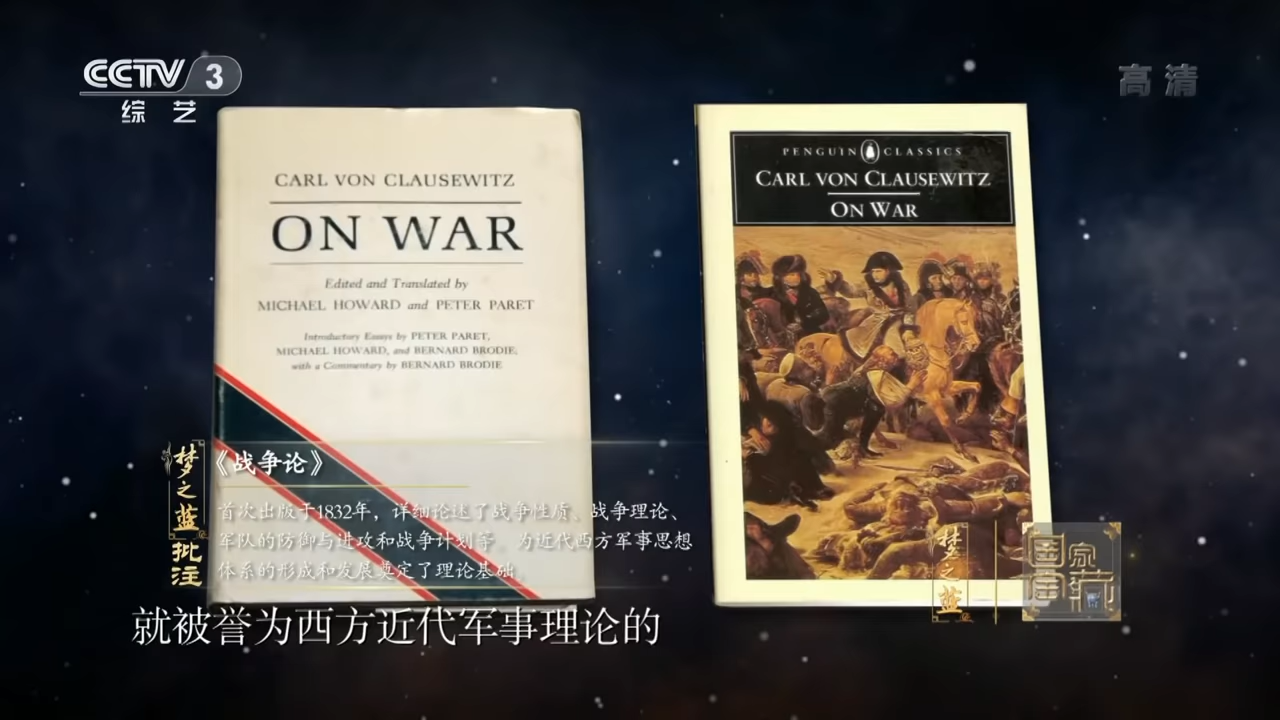 CCTV 3
综艺
高清
CARL VON CLAUSEWITZ
ON WAR
Edited and Translated by
MICHAEL HOWARD and PETER PARET
Introductory Essays by PETER PARET,
MICHAEL HOWARD, and BERNARD BRODIE;
with a Commentary by BERNARD BRODIE
PENGUIN CLASSICS
CARL VON CLAUSEWITZ
ON WAR
梦之蓝
批注
《战争论》
首次出版于1832年，详细论述了战争性质、战争理论、
军队的防御与进攻和战争计划等，为近代西方军事思想
体系的形成和发展奠定了理论基础。
梦之蓝
国家宝藏
就被誉为西方近代军事理论的